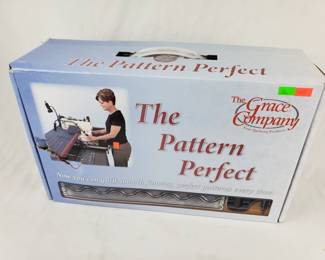 The Pattern Perfect
The
Grace
Company
The
Pattern
Perfect
Now you can quilt smooth, flowing, perfect patterns every time.